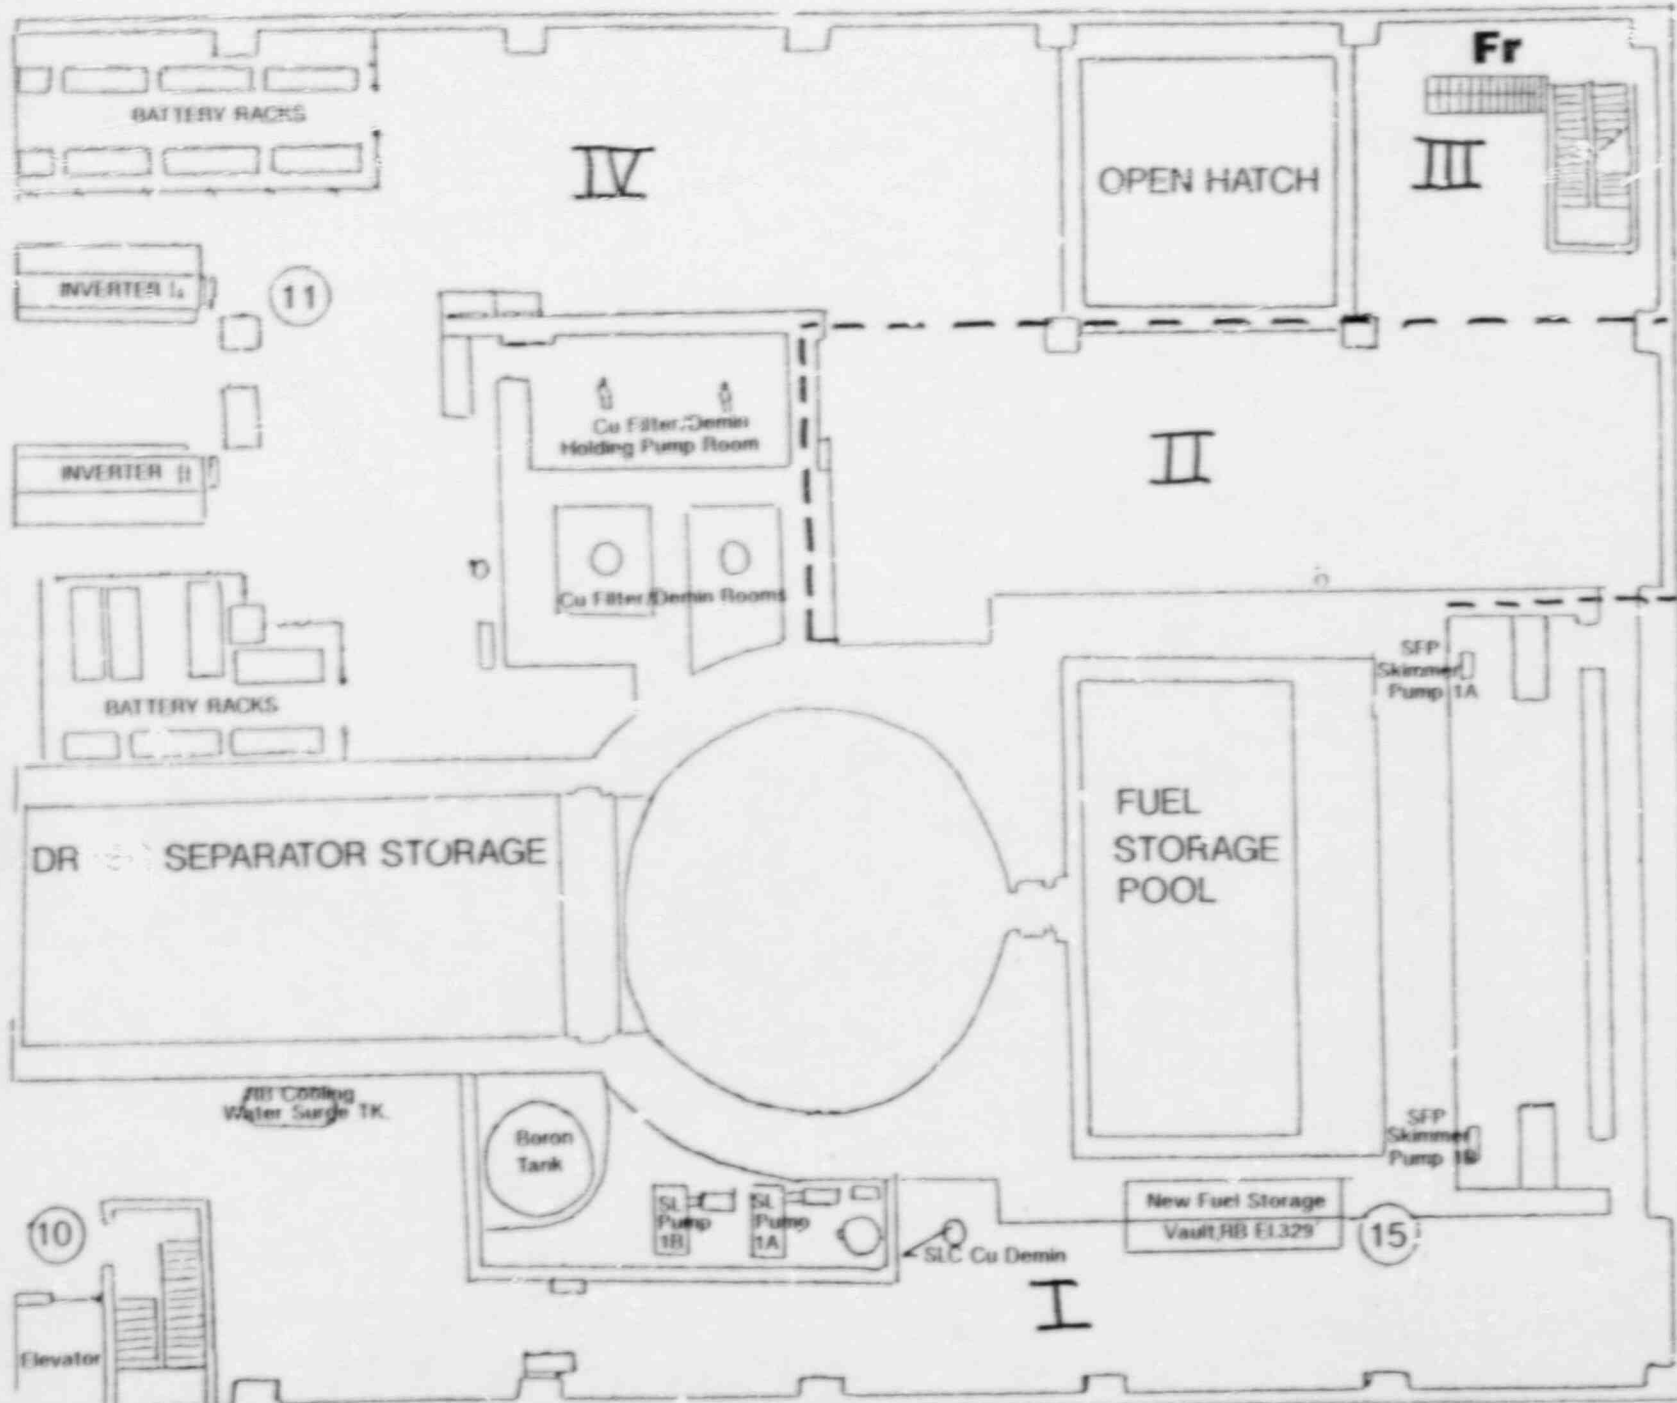 Fr
BATTERY RACKS
IV
OPEN HATCH
III
INVERTER
11
Cu Filter/Demin
Holding Pump Room
II
INVERTER
Cu Filter/Demin Rooms
SFP
Skimmer
Pump 1A
BATTERY RACKS
FUEL
STORAGE
POOL
DR
SEPARATOR STORAGE
RB Cooling
Water Surge TK.
Boron
Tank
SFP
Skimmer
Pump 1B
SL
Pump
1B
SL
Pump
1A
New Fuel Storage
Vault,RB El.329'
10
15
SLC Cu Demin
I
Elevator